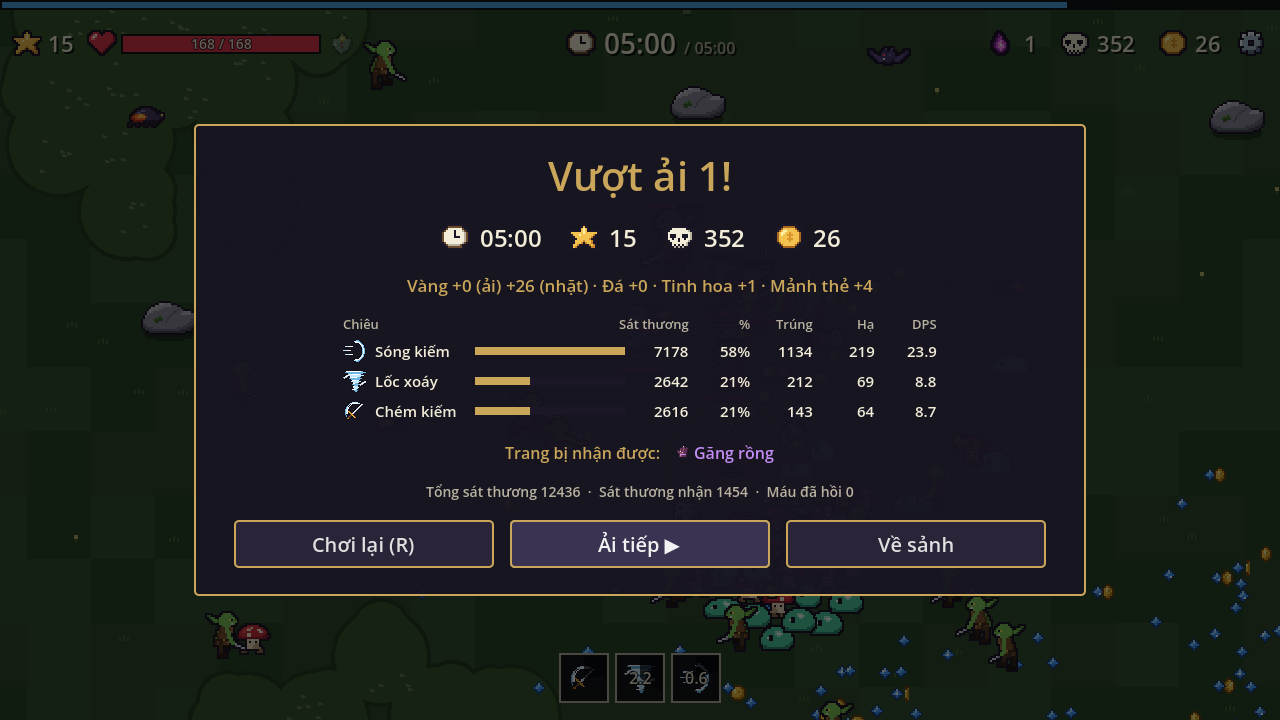 15 168 / 168 05:00 / 05:00 1 352 26
Vượt ải 1!
05:00 15 352 26
Vàng +0 (ải) +26 (nhặt) · Đá +0 · Tinh hoa +1 · Mảnh thẻ +4
Chiêu Sát thương % Trúng Hạ DPS
Sóng kiếm 7178 58% 1134 219 23.9
Lốc xoáy 2642 21% 212 69 8.8
Chém kiếm 2616 21% 143 64 8.7
Trang bị nhận được: Găng rồng
Tổng sát thương 12436 · Sát thương nhận 1454 · Máu đã hồi 0
Chơi lại (R) Ải tiếp ▶ Về sảnh
2.2 0.6